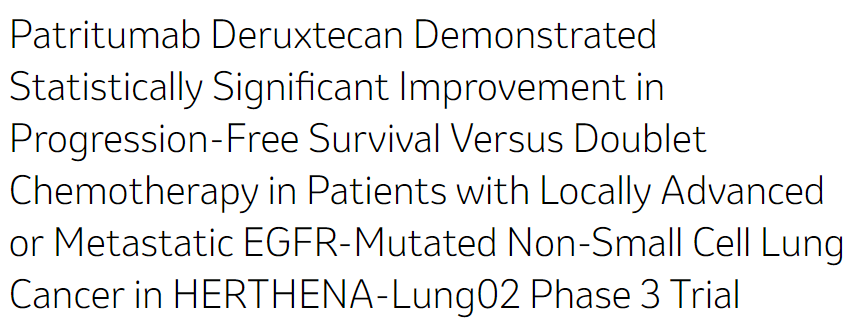 Patritumab Deruxtecan Demonstrated
Statistically Significant Improvement in
Progression-Free Survival Versus Doublet
Chemotherapy in Patients with Locally Advanced
or Metastatic EGFR-Mutated Non-Small Cell Lung
Cancer in HERTHENA-Lung02 Phase 3 Trial